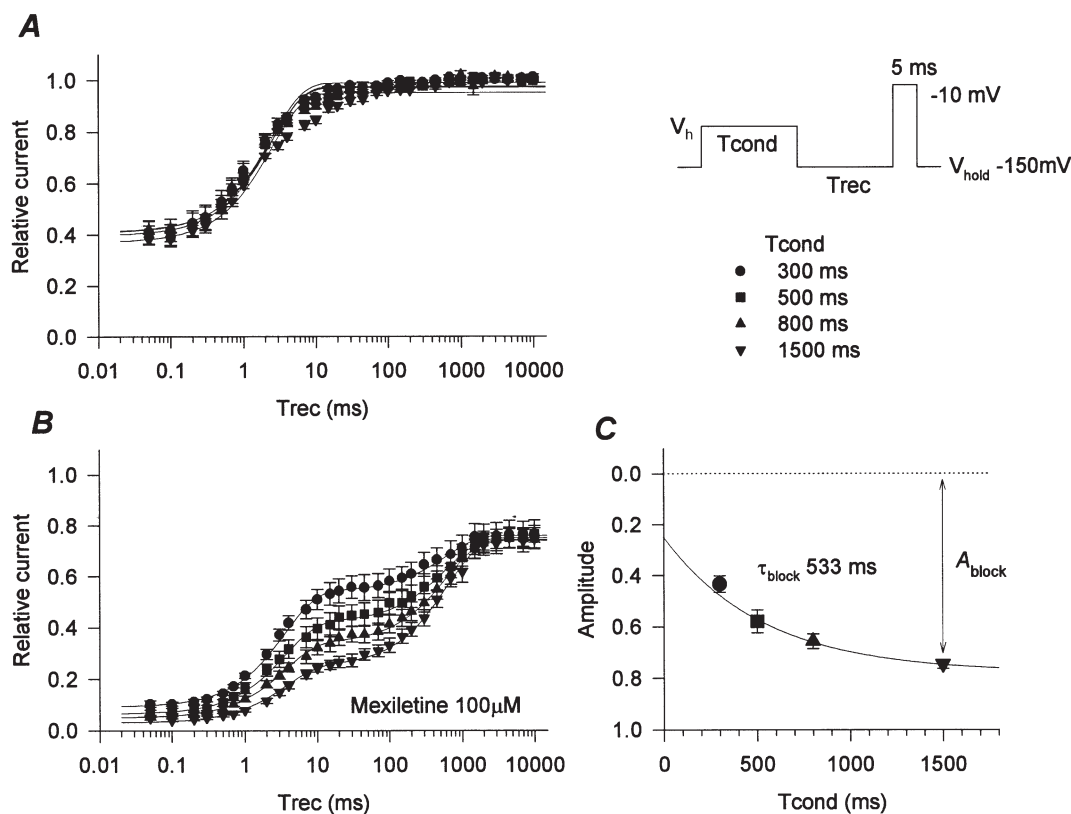 A
1.0
0.8
0.6
0.4
0.2
0.0
Relative current
0.01 0.1 1 10 100 1000 10000
Trec (ms)
5 ms
-10 mV
Vh
Tcond
Trec
Vhold -150mV
Tcond
300 ms
500 ms
800 ms
1500 ms
B
1.0
0.8
0.6
0.4
0.2
0.0
Relative current
Mexiletine 100μM
0.01 0.1 1 10 100 1000 10000
Trec (ms)
C
0.0
0.2
0.4
0.6
0.8
1.0
Amplitude
τblock 533 ms
Ablock
0 500 1000 1500
Tcond (ms)